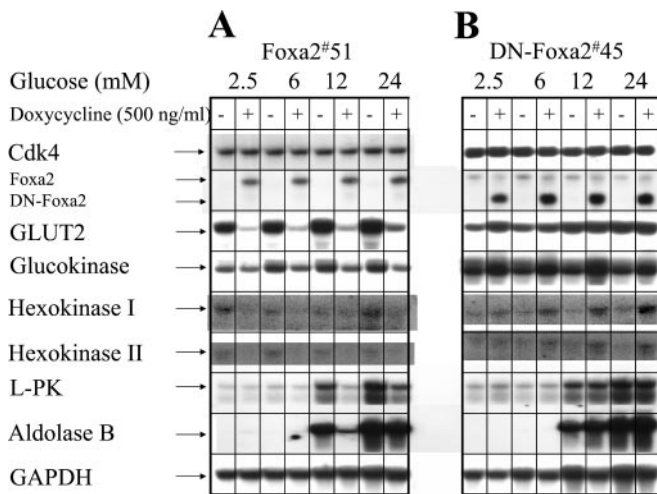 A B
Foxa2#51 DN-Foxa2#45
Glucose (mM) 2.5 6 12 24 2.5 6 12 24
Doxycycline (500 ng/ml) - + - + - + - + - + - + - + - +
Cdk4
Foxa2
DN-Foxa2
GLUT2
Glucokinase
Hexokinase I
Hexokinase II
L-PK
Aldolase B
GAPDH